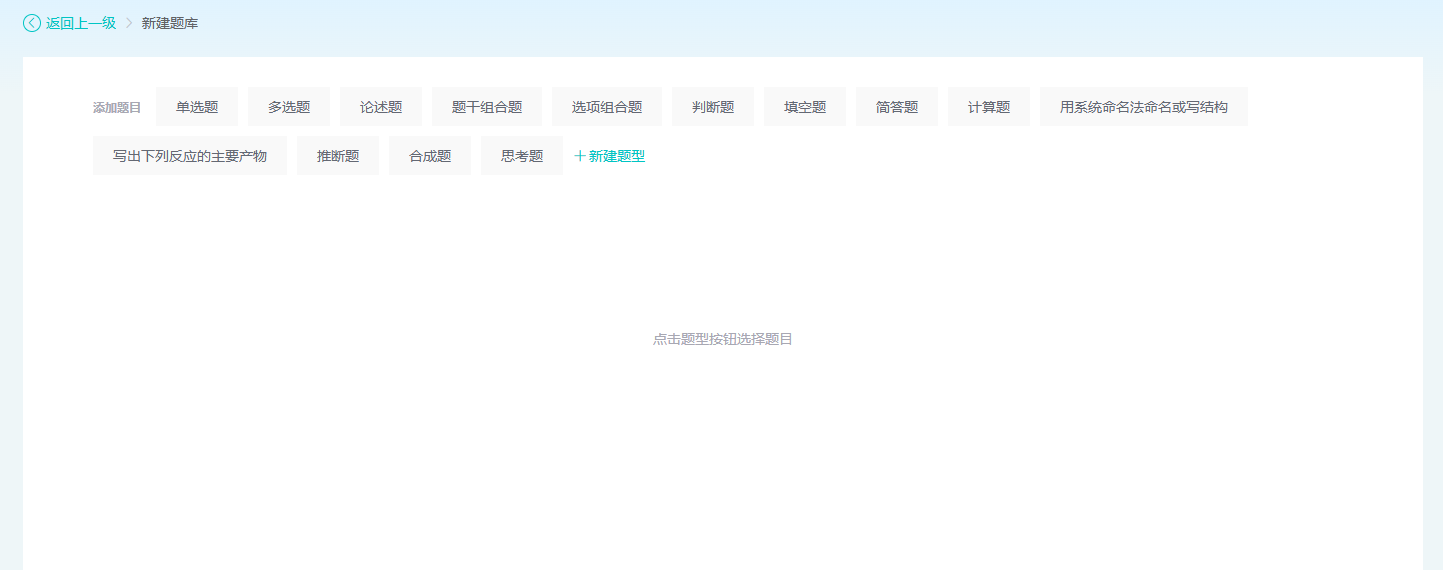 返回上一级 > 新建题库
添加题目 单选题 多选题 论述题 题干组合题 选项组合题 判断题 填空题 简答题 计算题 用系统命名法命名或写结构
写出下列反应的主要产物 推断题 合成题 思考题 + 新建题型
点击题型按钮选择题目